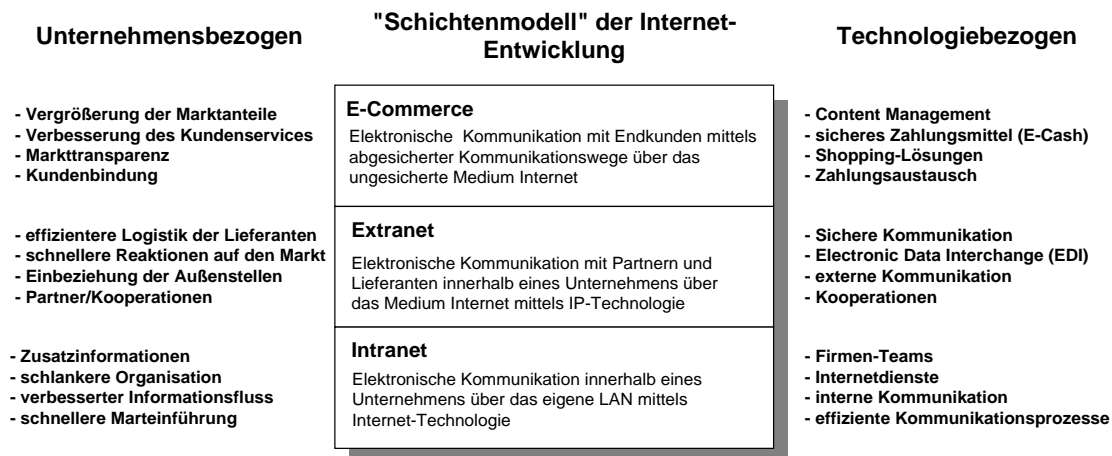 Unternehmensbezogen
"Schichtenmodell" der Internet-
Entwicklung
Technologiebezogen
- Vergrößerung der Marktanteile
- Verbesserung des Kundenservices
- Markttransparenz
- Kundenbindung
E-Commerce
Elektronische Kommunikation mit Endkunden mittels
abgesicherter Kommunikationswege über das
ungesicherte Medium Internet
- Content Management
- sicheres Zahlungsmittel (E-Cash)
- Shopping-Lösungen
- Zahlungsaustausch
- effizientere Logistik der Lieferanten
- schnellere Reaktionen auf den Markt
- Einbeziehung der Außenstellen
- Partner/Kooperationen
Extranet
Elektronische Kommunikation mit Partnern und
Lieferanten innerhalb eines Unternehmens über
das Medium Internet mittels IP-Technologie
- Sichere Kommunikation
- Electronic Data Interchange (EDI)
- externe Kommunikation
- Kooperationen
- Zusatzinformationen
- schlankere Organisation
- verbesserter Informationsfluss
- schnellere Marteinführung
Intranet
Elektronische Kommunikation innerhalb eines
Unternehmens über das eigene LAN mittels
Internet-Technologie
- Firmen-Teams
- Internetdienste
- interne Kommunikation
- effiziente Kommunikationsprozesse